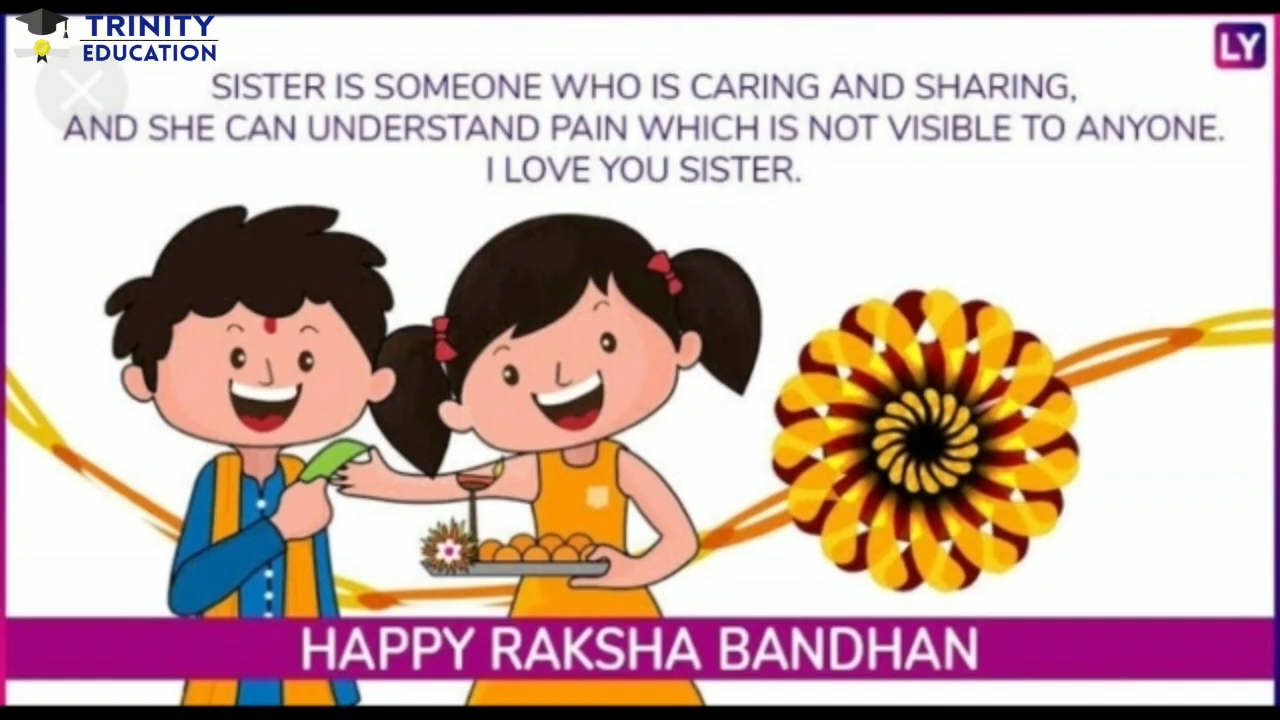 TRINITY
EDUCATION
LY
SISTER IS SOMEONE WHO IS CARING AND SHARING,
AND SHE CAN UNDERSTAND PAIN WHICH IS NOT VISIBLE TO ANYONE.
I LOVE YOU SISTER.
HAPPY RAKSHA BANDHAN